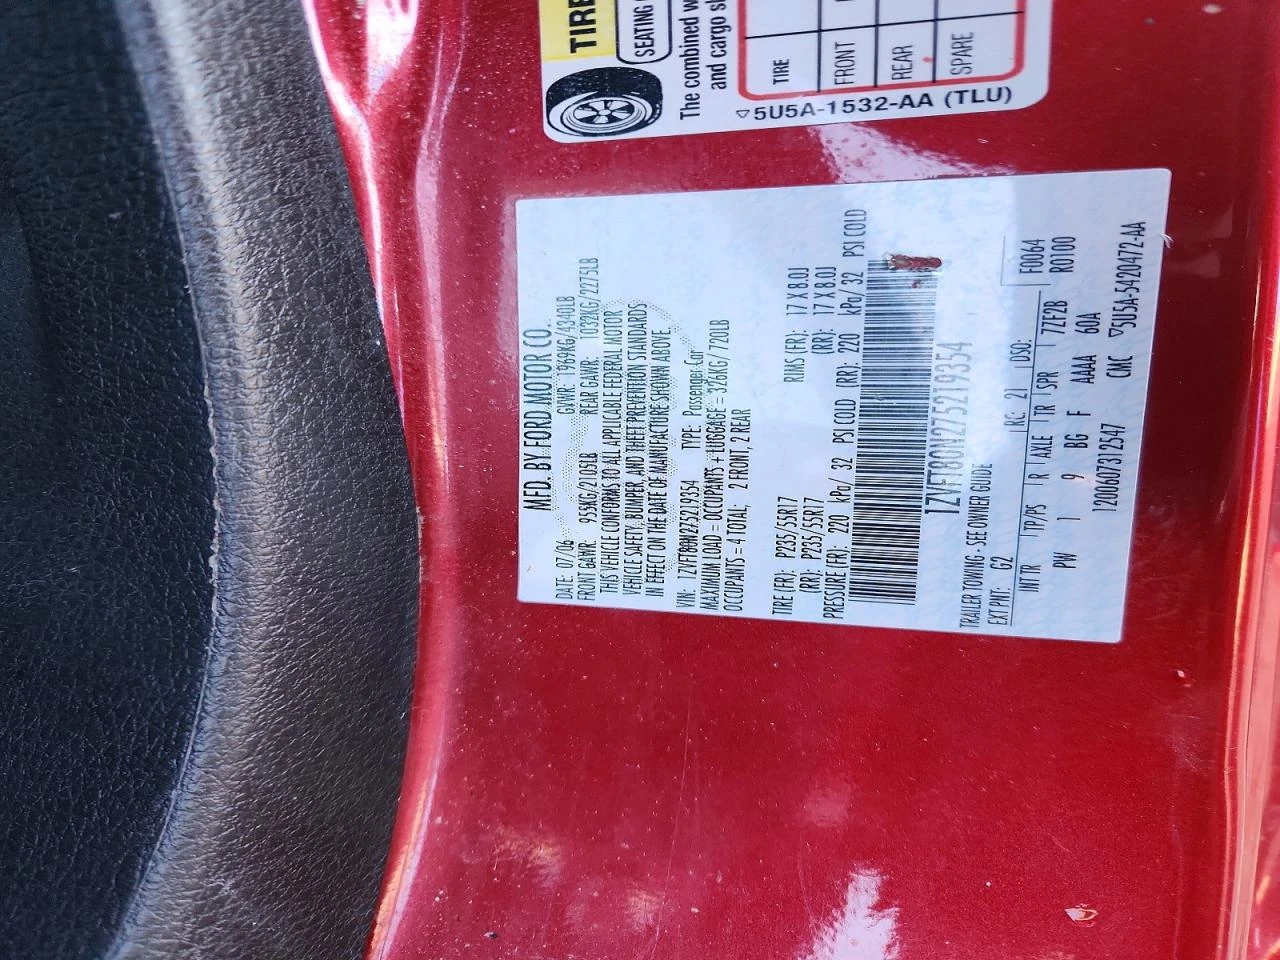 TIRE
SEATING
The combined w
and cargo s
TIRE
FRONT
REAR
SPARE
5U5A-1532-AA (TLU)
MFD. BY FORD MOTOR CO.
DATE: 07/06 GVWR: 1969KG/4340LB
FRONT GAWR: 955KG/2105LB REAR GAWR: 1032KG/2275LB
THIS VEHICLE CONFORMS TO ALL APPLICABLE FEDERAL MOTOR
VEHICLE SAFETY, BUMPER, AND THEFT PREVENTION STANDARDS
IN EFFECT ON THE DATE OF MANUFACTURE SHOWN ABOVE.
VIN: 1ZVFT80N275219354 TYPE: Passenger Car
MAXIMUM LOAD = OCCUPANTS + LUGGAGE = 326KG/720LB
OCCUPANTS = 4 TOTAL; 2 FRONT, 2 REAR
TIRE (FR): P235/55R17 RIMS (FR): 17 X 8.0J
(RR): P235/55R17 (RR): 17 X 8.0J
PRESSURE (FR): 220 kPa/ 32 PSI COLD (RR): 220 kPa/ 32 PSI COLD
1ZVFT80N275219354
TRAILER TOWING - SEE OWNER GUIDE F0064
EXT PNT: G2 RC: 21 DSO: R0100
INT TR TP/PS R AXLE TR SPR 7ZF2B
PW 1 9 BG F AAAA 60A
1200607312547 CMC 5U5A-5420472-AA